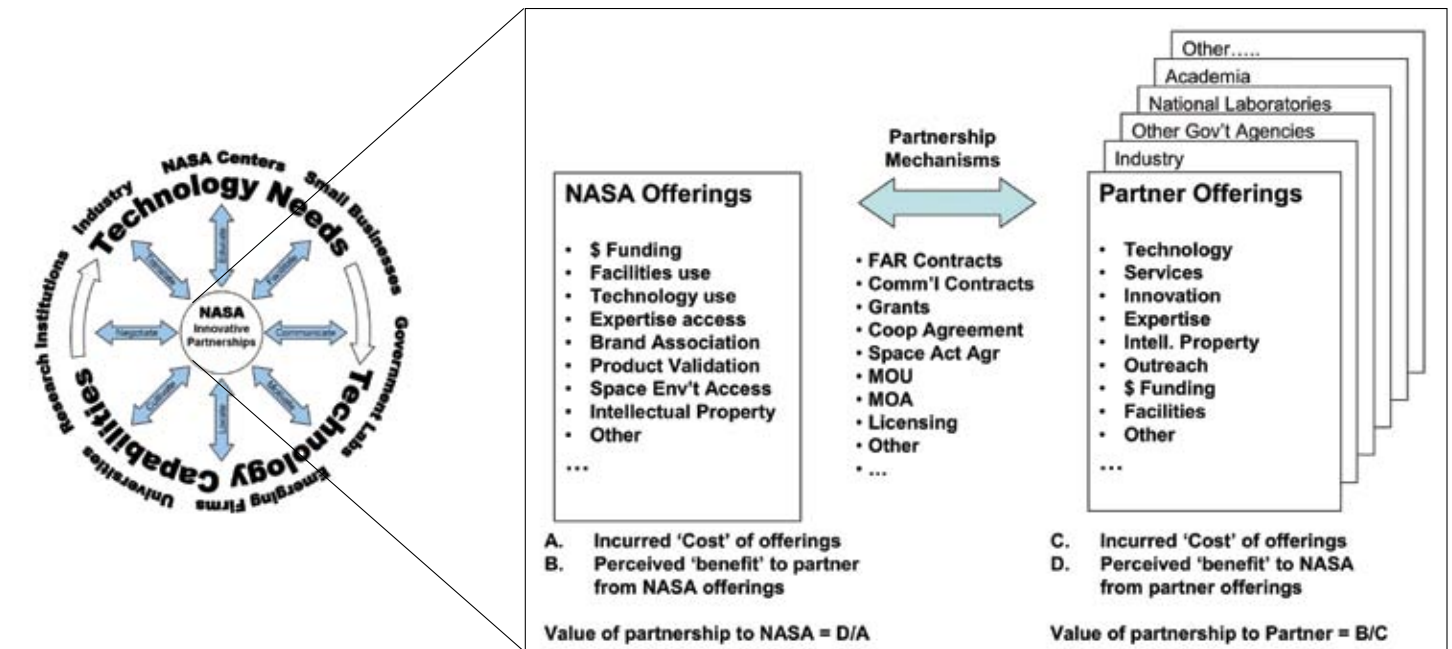 NASA Centers
Industry
Small Businesses
Research Institutions
Government Labs
Universities
Emerging Firms
Technology Needs
Technology Capabilities
Educate
Facilitate
Communicate
Motivate
Locate
Cultivate
Negotiate
NASA
Innovative
Partnerships
NASA Offerings
• $ Funding
• Facilities use
• Technology use
• Expertise access
• Brand Association
• Product Validation
• Space Env't Access
• Intellectual Property
• Other
...
A. Incurred 'Cost' of offerings
B. Perceived 'benefit' to partner
from NASA offerings
Value of partnership to NASA = D/A
Partnership
Mechanisms
• FAR Contracts
• Comm'l Contracts
• Grants
• Coop Agreement
• Space Act Agr
• MOU
• MOA
• Licensing
• Other
• ...
Other.....
Academia
National Laboratories
Other Gov't Agencies
Industry
Partner Offerings
• Technology
• Services
• Innovation
• Expertise
• Intell. Property
• Outreach
• $ Funding
• Facilities
• Other
...
C. Incurred 'Cost' of offerings
D. Perceived 'benefit' to NASA
from partner offerings
Value of partnership to Partner = B/C